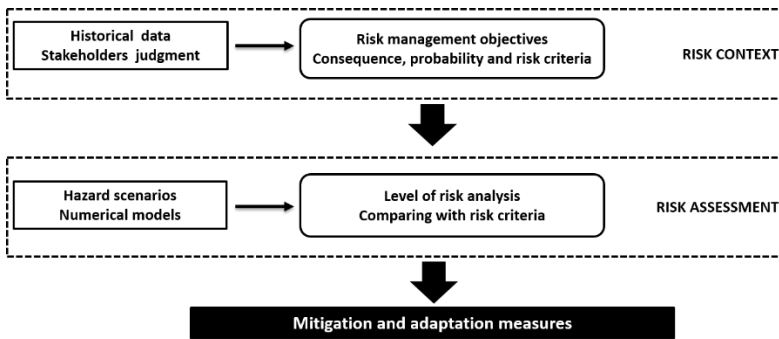 Historical data
Stakeholders judgment
Risk management objectives
Consequence, probability and risk criteria
RISK CONTEXT
Hazard scenarios
Numerical models
Level of risk analysis
Comparing with risk criteria
RISK ASSESSMENT
Mitigation and adaptation measures